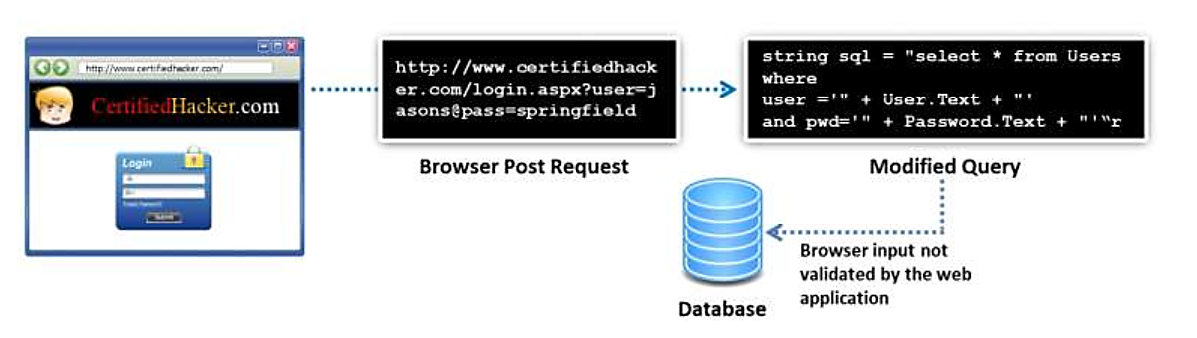 http://www.certifiedhacker.com/
CertifiedHacker.com
Login
Submit
http://www.certifiedhack
er.com/login.aspx?user=j
asons@pass=springfield
Browser Post Request
string sql = "select * from Users
where
user ='" + User.Text + "'
and pwd='" + Password.Text + "'“r
Modified Query
Browser input not
validated by the web
application
Database